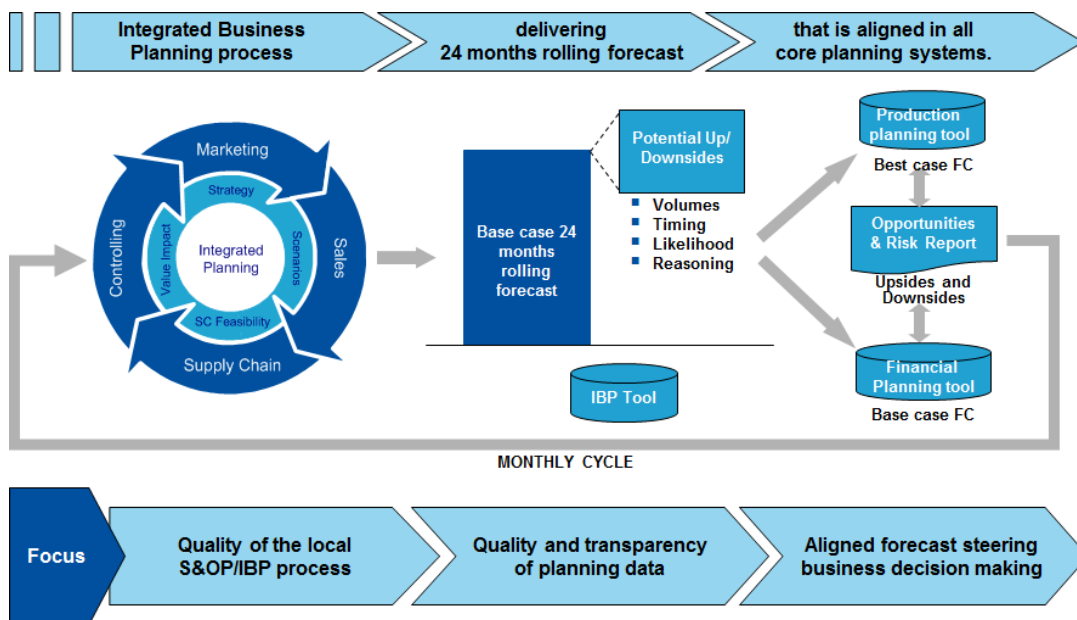 Integrated Business
Planning process
delivering
24 months rolling forecast
that is aligned in all
core planning systems.
Marketing
Sales
Supply Chain
Controlling
Strategy
Scenarios
SC Feasibility
Value Impact
Integrated
Planning
Base case 24
months
rolling
forecast
Potential Up/
Downsides
Volumes
Timing
Likelihood
Reasoning
IBP Tool
Production
planning tool
Best case FC
Opportunities
& Risk Report
Upsides and
Downsides
Financial
Planning tool
Base case FC
MONTHLY CYCLE
Focus
Quality of the local
S&OP/IBP process
Quality and transparency
of planning data
Aligned forecast steering
business decision making